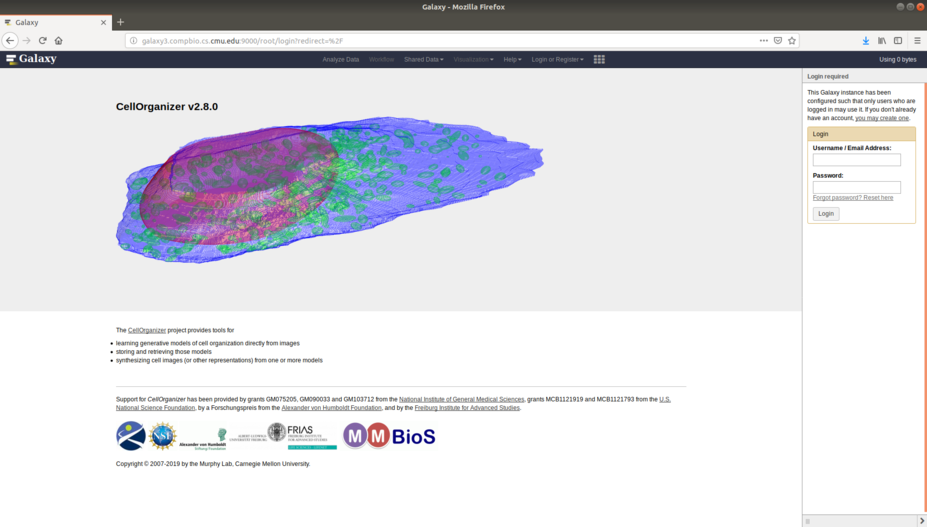 Galaxy - Mozilla Firefox
Galaxy
galaxy3.compbio.cs.cmu.edu:9000/root/login?redirect=%2F
Galaxy
Analyze Data
Workflow
Shared Data
Visualization
Help
Login or Register
Using 0 bytes
CellOrganizer v2.8.0
Login required
This Galaxy instance has been
configured such that only users who are
logged in may use it. If you don't already
have an account, you may create one.
Login
Username / Email Address:
Password:
Forgot password? Reset here
Login
The CellOrganizer project provides tools for
learning generative models of cell organization directly from images
storing and retrieving those models
synthesizing cell images (or other representations) from one or more models
Support for CellOrganizer has been provided by grants GM075205, GM090033 and GM103712 from the National Institute of General Medical Sciences, grants MCB1121919 and MCB1121793 from the U.S.
National Science Foundation, by a Forschungspreis from the Alexander von Humboldt Foundation, and by the Freiburg Institute for Advanced Studies.
NSF
Alexander von Humboldt
Stiftung/Foundation
FRIAS
FREIBURG INSTITUTE
FOR ADVANCED STUDIES
MMBioS
Copyright © 2007-2019 by the Murphy Lab, Carnegie Mellon University.